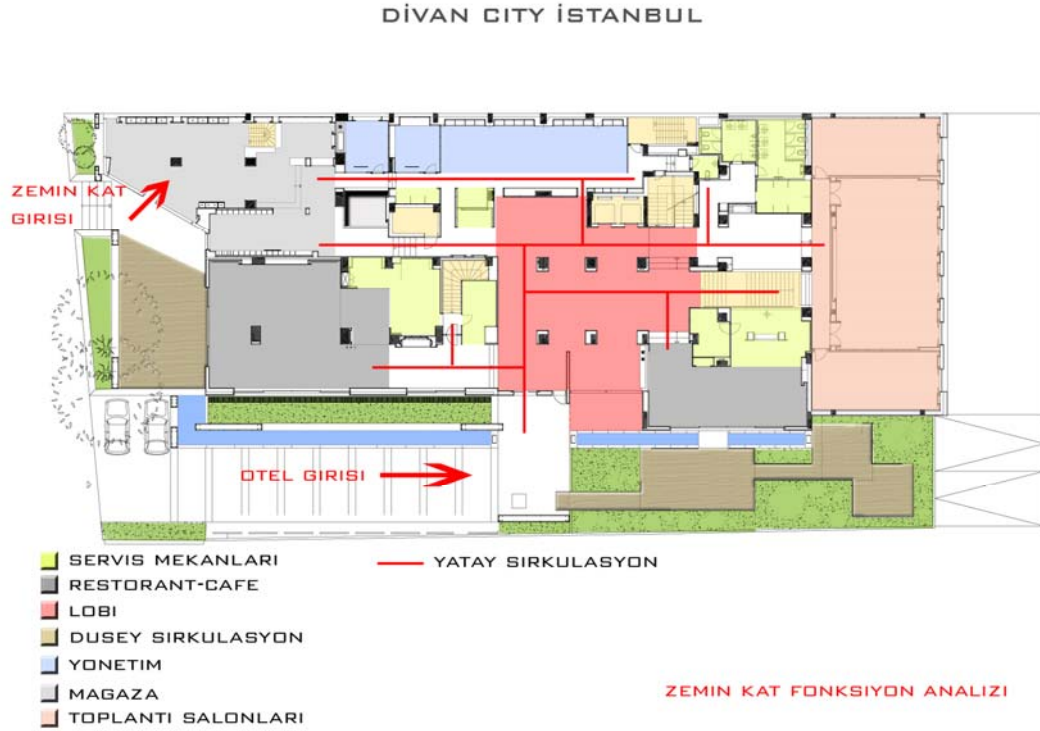 DİVAN CITY İSTANBUL
ZEMIN KAT
GIRISI
OTEL GIRISI
SERVIS MEKANLARI
YATAY SIRKULASYON
RESTORANT-CAFE
LOBI
DUSEY SIRKULASYON
YONETIM
MAGAZA
TOPLANTI SALONLARI
ZEMIN KAT FONKSIYON ANALIZI